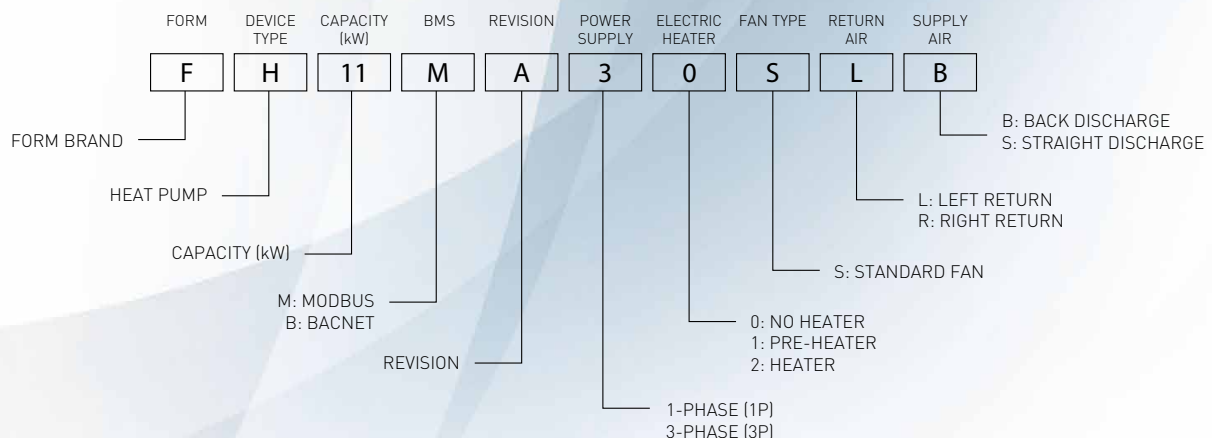 FORM
DEVICE
TYPE
CAPACITY
(kW)
BMS
REVISION
POWER
SUPPLY
ELECTRIC
HEATER
FAN TYPE
RETURN
AIR
SUPPLY
AIR
F
H
11
M
A
3
0
S
L
B
FORM BRAND
HEAT PUMP
CAPACITY (kW)
M: MODBUS
B: BACNET
REVISION
1-PHASE (1P)
3-PHASE (3P)
0: NO HEATER
1: PRE-HEATER
2: HEATER
S: STANDARD FAN
L: LEFT RETURN
R: RIGHT RETURN
B: BACK DISCHARGE
S: STRAIGHT DISCHARGE